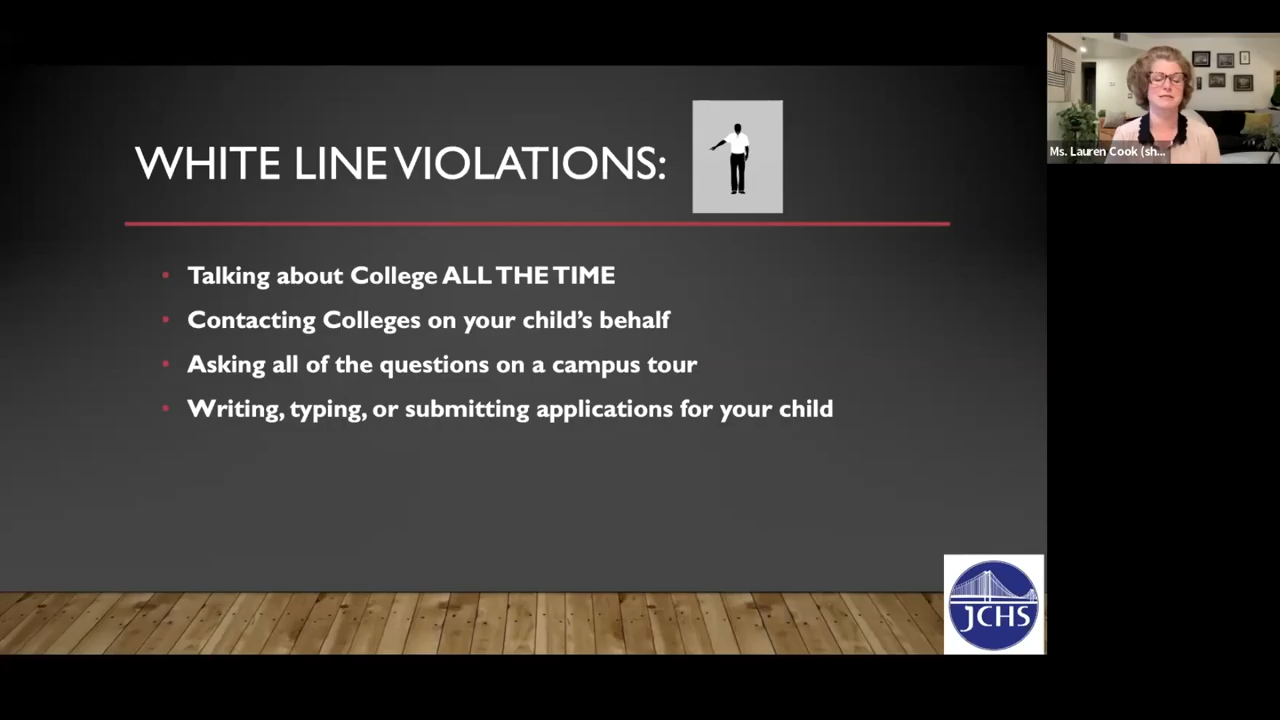 WHITE LINE VIOLATIONS:
Talking about College ALL THE TIME
Contacting Colleges on your child's behalf
Asking all of the questions on a campus tour
Writing, typing, or submitting applications for your child
JCHS
Ms. Lauren Cook (sh...